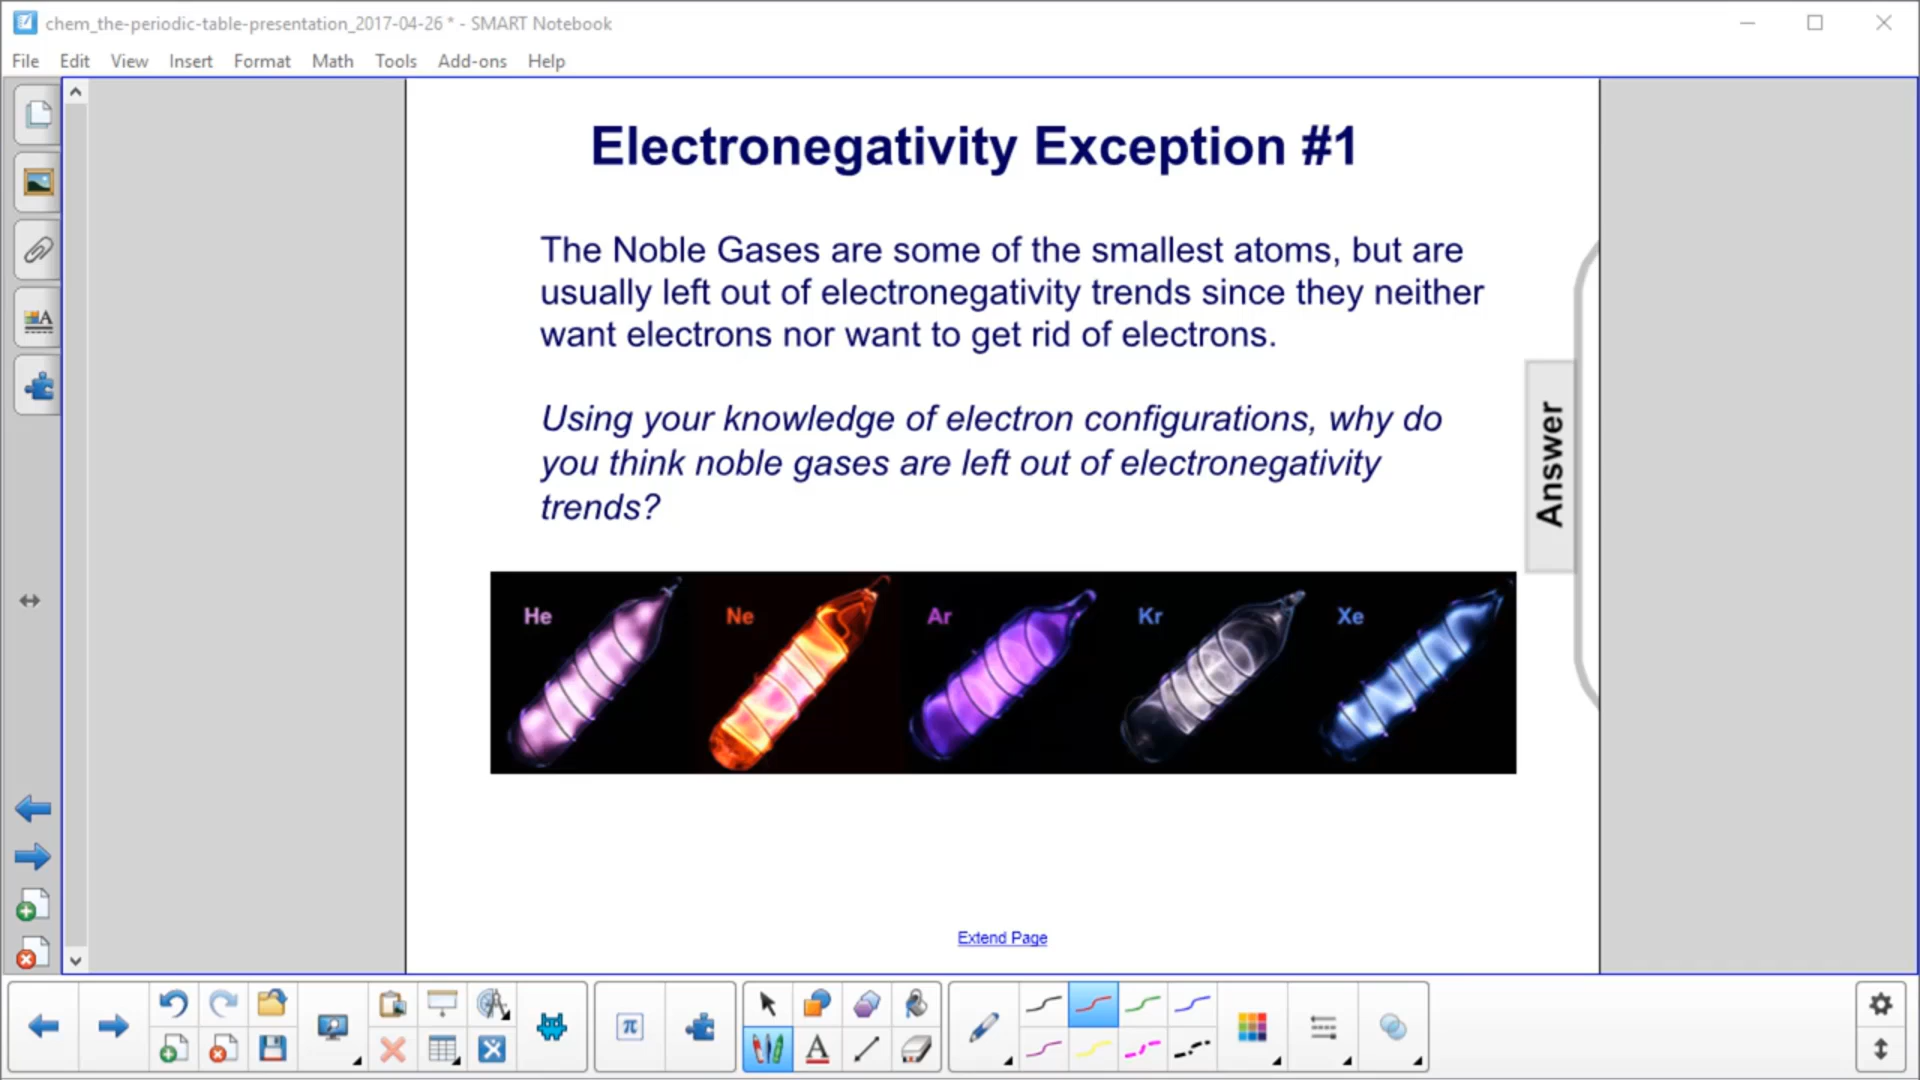 chem_the-periodic-table-presentation_2017-04-26 * - SMART Notebook
File Edit View Insert Format Math Tools Add-ons Help
Electronegativity Exception #1
The Noble Gases are some of the smallest atoms, but are
usually left out of electronegativity trends since they neither
want electrons nor want to get rid of electrons.
Using your knowledge of electron configurations, why do
you think noble gases are left out of electronegativity
trends?
Answer
He Ne Ar Kr Xe
Extend Page
π
A